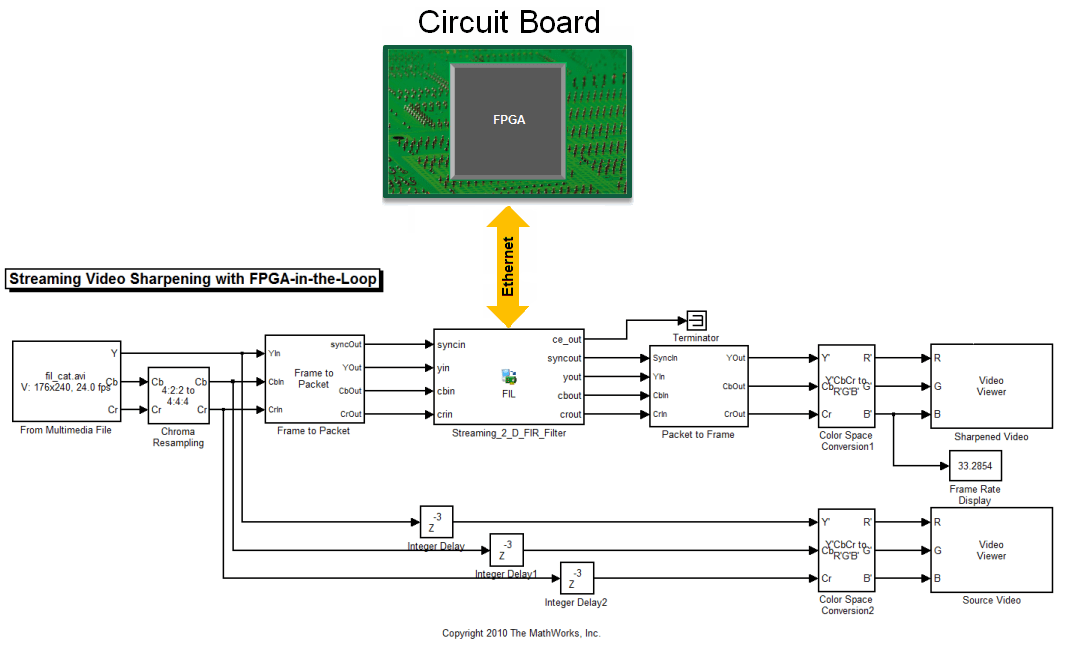 Circuit Board
FPGA
Ethernet
Streaming Video Sharpening with FPGA-in-the-Loop
fil_cat.avi
V: 176x240, 24.0 fps
Y
Cb
Cr
From Multimedia File
Cb
Cr
4:2:2 to
4:4:4
Cb
Cr
Chroma
Resampling
YIn
CbIn
CrIn
Frame to
Packet
syncOut
YOut
CbOut
CrOut
Frame to Packet
syncin
yin
cbin
crin
FIL
ce_out
syncout
yout
cbout
crout
Streaming_2_D_FIR_Filter
Terminator
SyncIn
YIn
CbIn
CrIn
YOut
CbOut
CrOut
Packet to Frame
Y'
Cb
Cr
Y'CbCr to
R'G'B'
R'
G'
B'
Color Space
Conversion1
R
G
B
Video
Viewer
Sharpened Video
33.2854
Frame Rate
Display
-3
Z
Integer Delay
-3
Z
Integer Delay1
-3
Z
Integer Delay2
Y'
Cb
Cr
Y'CbCr to
R'G'B'
R'
G'
B'
Color Space
Conversion2
R
G
B
Video
Viewer
Source Video
Copyright 2010 The MathWorks, Inc.